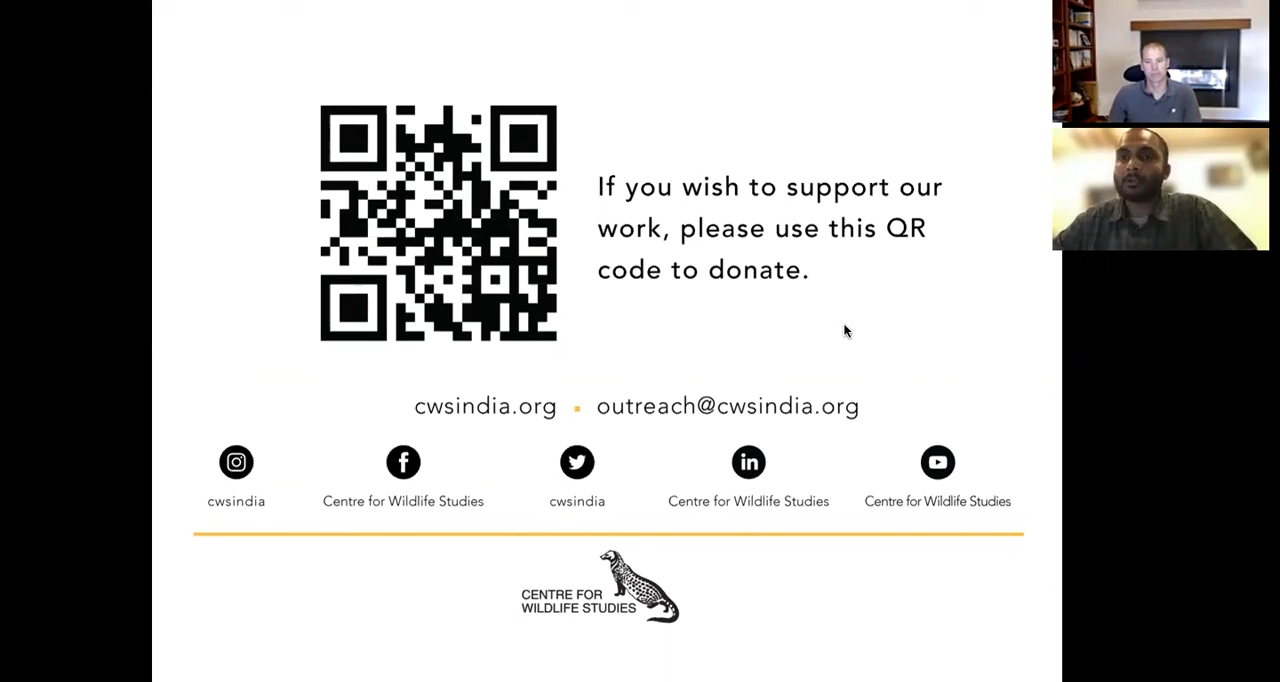 If you wish to support our
work, please use this QR
code to donate.
cwsindia.org ▪ outreach@cwsindia.org
cwsindia
Centre for Wildlife Studies
cwsindia
Centre for Wildlife Studies
Centre for Wildlife Studies
CENTRE FOR
WILDLIFE STUDIES